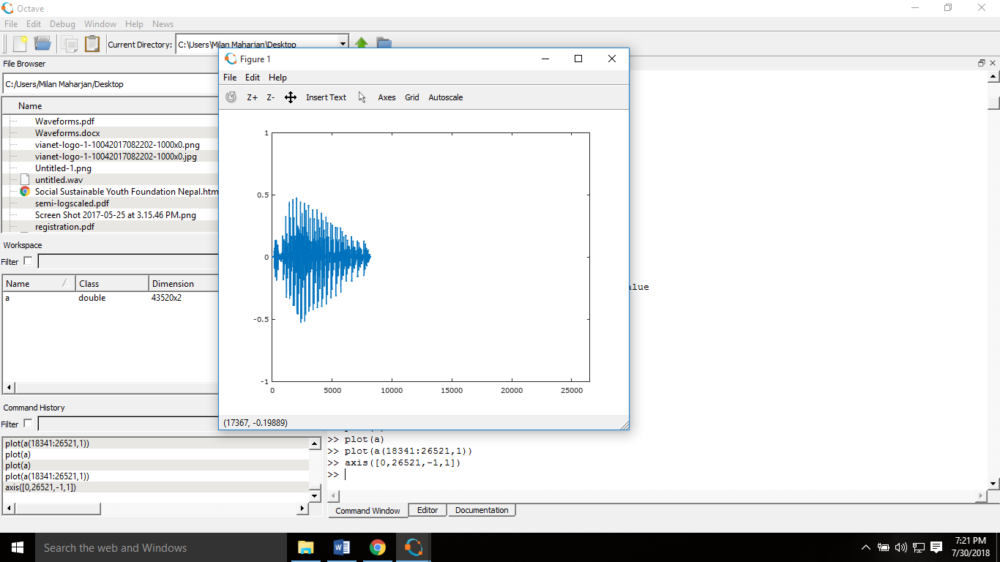 Octave
File Edit Debug Window Help News
Current Directory: C:\Users\Milan Maharjan\Desktop
File Browser
C:/Users/Milan Maharjan/Desktop
Name
Waveforms.pdf
Waveforms.docx
vianet-logo-1-10042017082202-1000x0.png
vianet-logo-1-10042017082202-1000x0.jpg
Untitled-1.png
untitled.wav
Social Sustainable Youth Foundation Nepal.htm
semi-logscaled.pdf
Screen Shot 2017-05-25 at 3.15.46 PM.png
registration.pdf
Workspace
Filter
Name Class Dimension
a double 43520x2
Command History
Filter
plot(a(18341:26521,1))
plot(a)
plot(a)
plot(a(18341:26521,1))
axis([0,26521,-1,1])
Figure 1
File Edit Help
Z+ Z- Insert Text Axes Grid Autoscale
1
0.5
0
-0.5
-1
0 5000 10000 15000 20000 25000
(17367, -0.19889)
alue
>> plot(a)
>> plot(a(18341:26521,1))
>> axis([0,26521,-1,1])
>>
Command Window Editor Documentation
Search the web and Windows
7:21 PM
7/30/2018